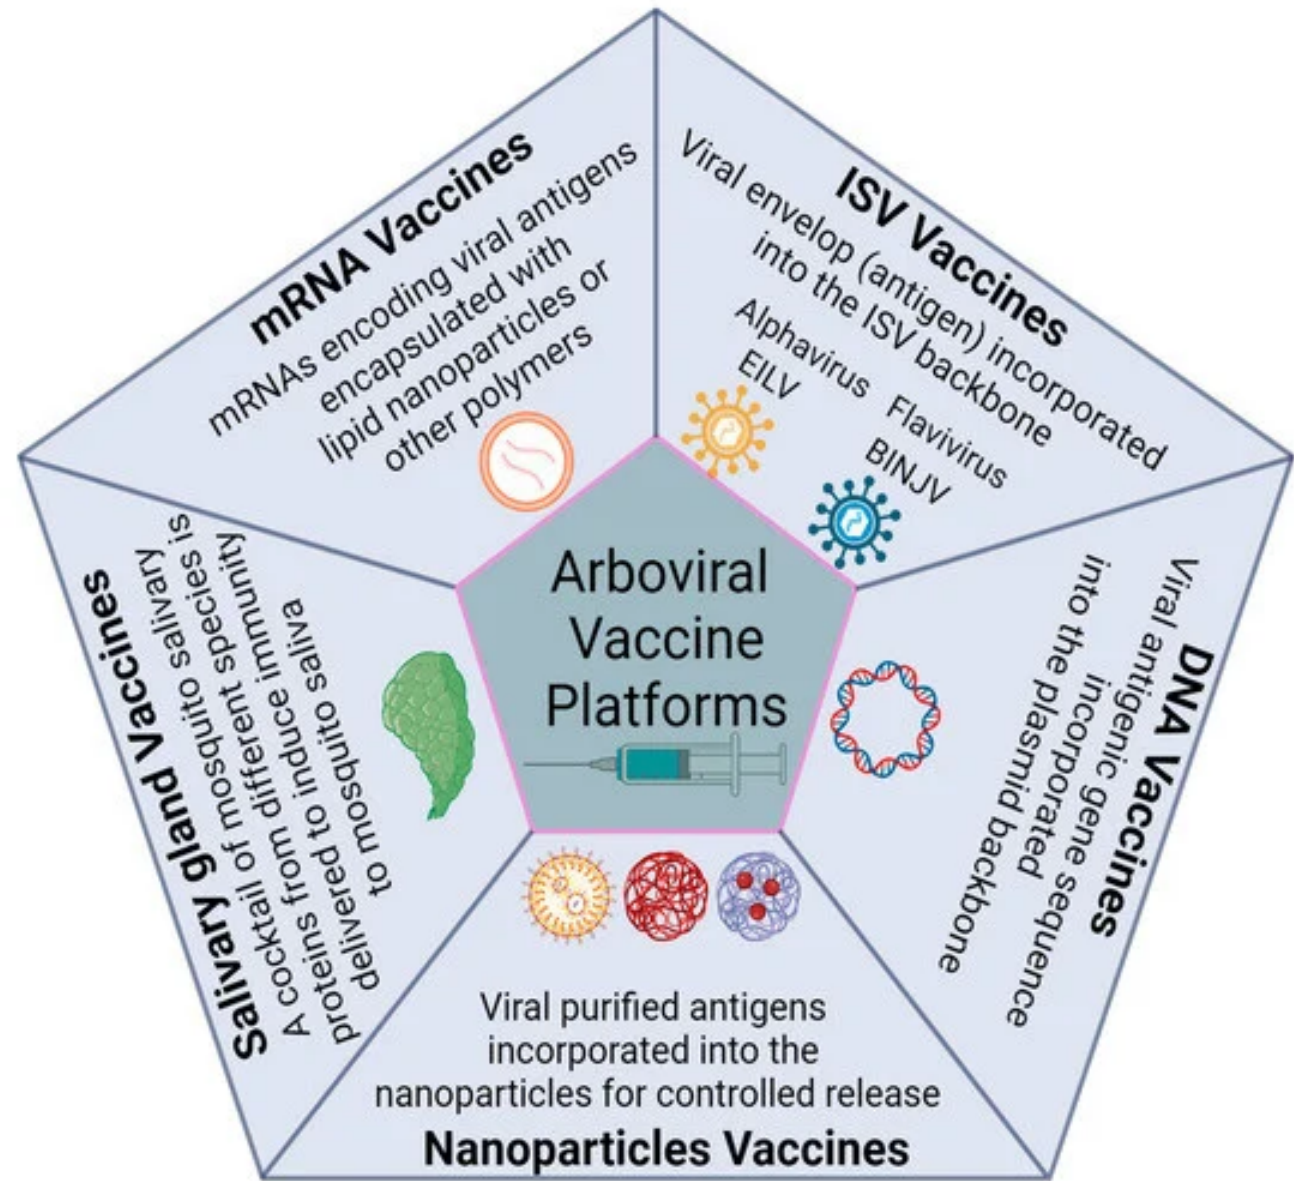 Arboviral
Vaccine
Platforms
mRNA Vaccines
mRNAs encoding viral antigens
encapsulated with
lipid nanoparticles or
other polymers
ISV Vaccines
Viral envelop (antigen) incorporated
into the ISV backbone
Alphavirus
EILV
Flavivirus
BINJV
DNA Vaccines
Viral antigenic gene sequence
incorporated
into the plasmid backbone
Viral purified antigens
incorporated into the
nanoparticles for controlled release
Nanoparticles Vaccines
Salivary gland Vaccines
A cocktail of mosquito salivary
proteins from different species is
delivered to induce immunity
to mosquito saliva